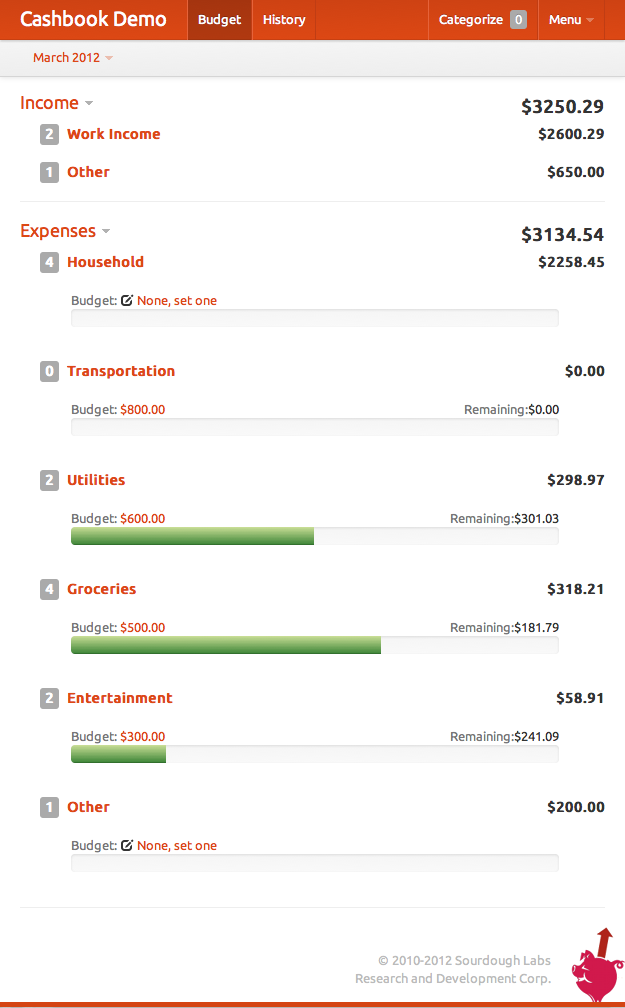 Cashbook Demo Budget History Categorize 0 Menu
March 2012
Income $3250.29
2 Work Income $2600.29
1 Other $650.00
Expenses $3134.54
4 Household $2258.45
Budget: None, set one
0 Transportation $0.00
Budget: $800.00 Remaining:$0.00
2 Utilities $298.97
Budget: $600.00 Remaining:$301.03
4 Groceries $318.21
Budget: $500.00 Remaining:$181.79
2 Entertainment $58.91
Budget: $300.00 Remaining:$241.09
1 Other $200.00
Budget: None, set one
© 2010-2012 Sourdough Labs
Research and Development Corp.